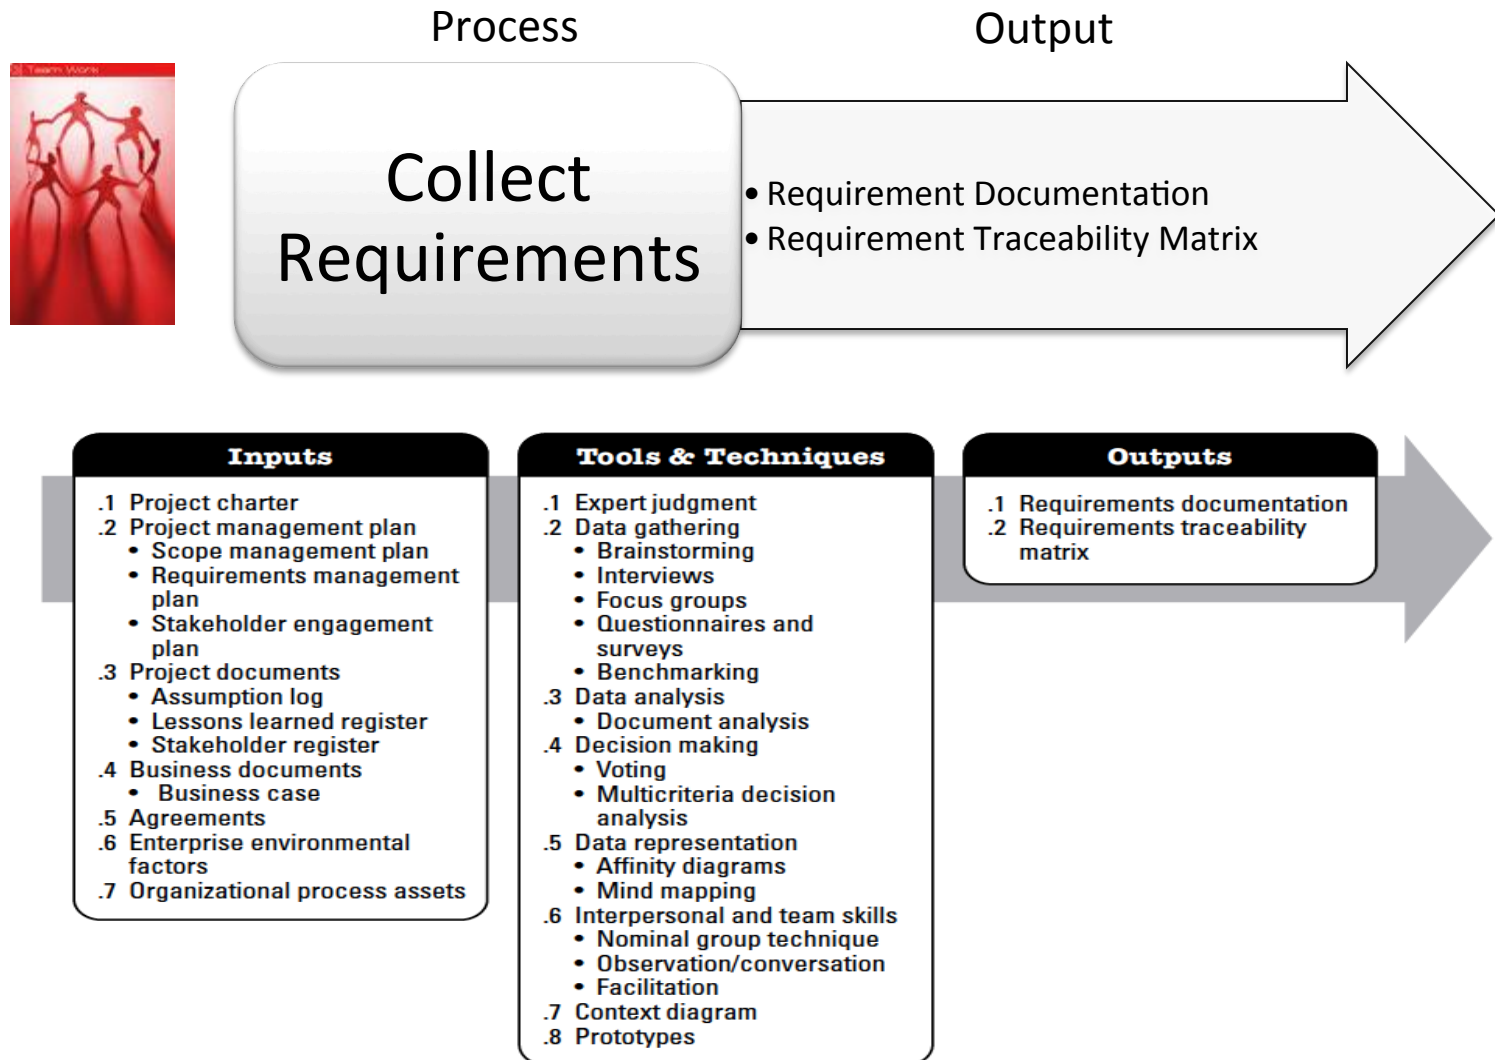 Process
Output
Team Work
Collect
Requirements
• Requirement Documentation
• Requirement Traceability Matrix
Inputs
.1 Project charter
.2 Project management plan
• Scope management plan
• Requirements management
plan
• Stakeholder engagement
plan
.3 Project documents
• Assumption log
• Lessons learned register
• Stakeholder register
.4 Business documents
• Business case
.5 Agreements
.6 Enterprise environmental
factors
.7 Organizational process assets
Tools & Techniques
.1 Expert judgment
.2 Data gathering
• Brainstorming
• Interviews
• Focus groups
• Questionnaires and
surveys
• Benchmarking
.3 Data analysis
• Document analysis
.4 Decision making
• Voting
• Multicriteria decision
analysis
.5 Data representation
• Affinity diagrams
• Mind mapping
.6 Interpersonal and team skills
• Nominal group technique
• Observation/conversation
• Facilitation
.7 Context diagram
.8 Prototypes
Outputs
.1 Requirements documentation
.2 Requirements traceability
matrix